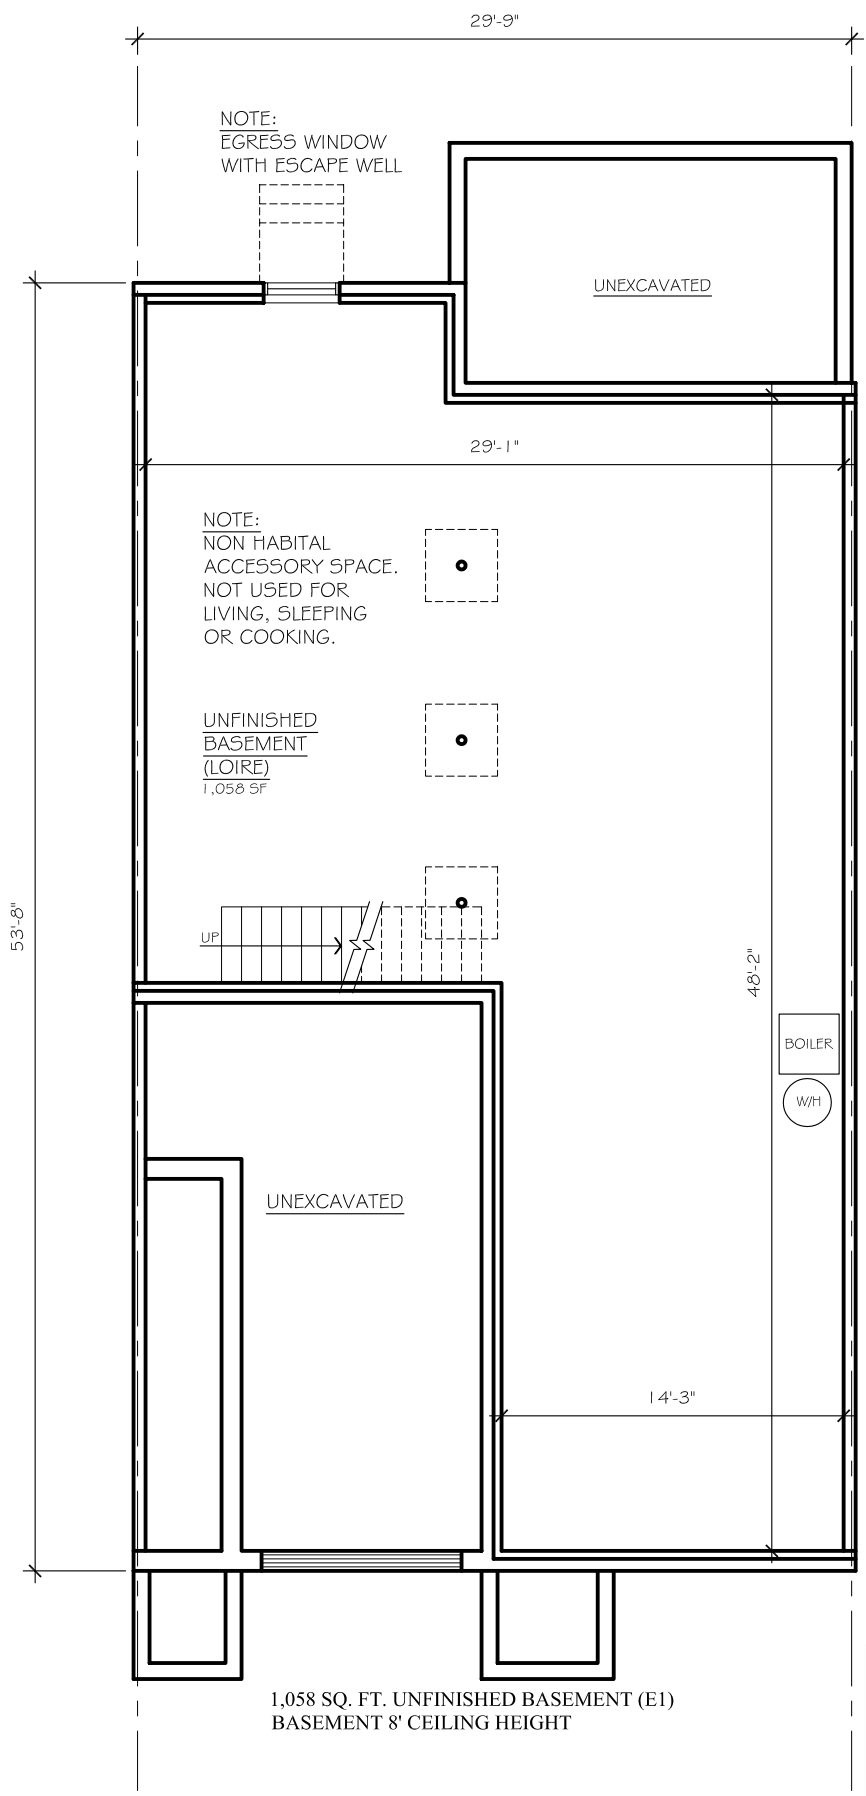 29'-9"
NOTE:
EGRESS WINDOW
WITH ESCAPE WELL
UNEXCAVATED
29'-1"
NOTE:
NON HABITAL
ACCESSORY SPACE.
NOT USED FOR
LIVING, SLEEPING
OR COOKING.
UNFINISHED
BASEMENT
(LOIRE)
1,058 SF
53'-8"
UP
48'-2"
BOILER
W/H
UNEXCAVATED
14'-3"
1,058 SQ. FT. UNFINISHED BASEMENT (E1)
BASEMENT 8' CEILING HEIGHT